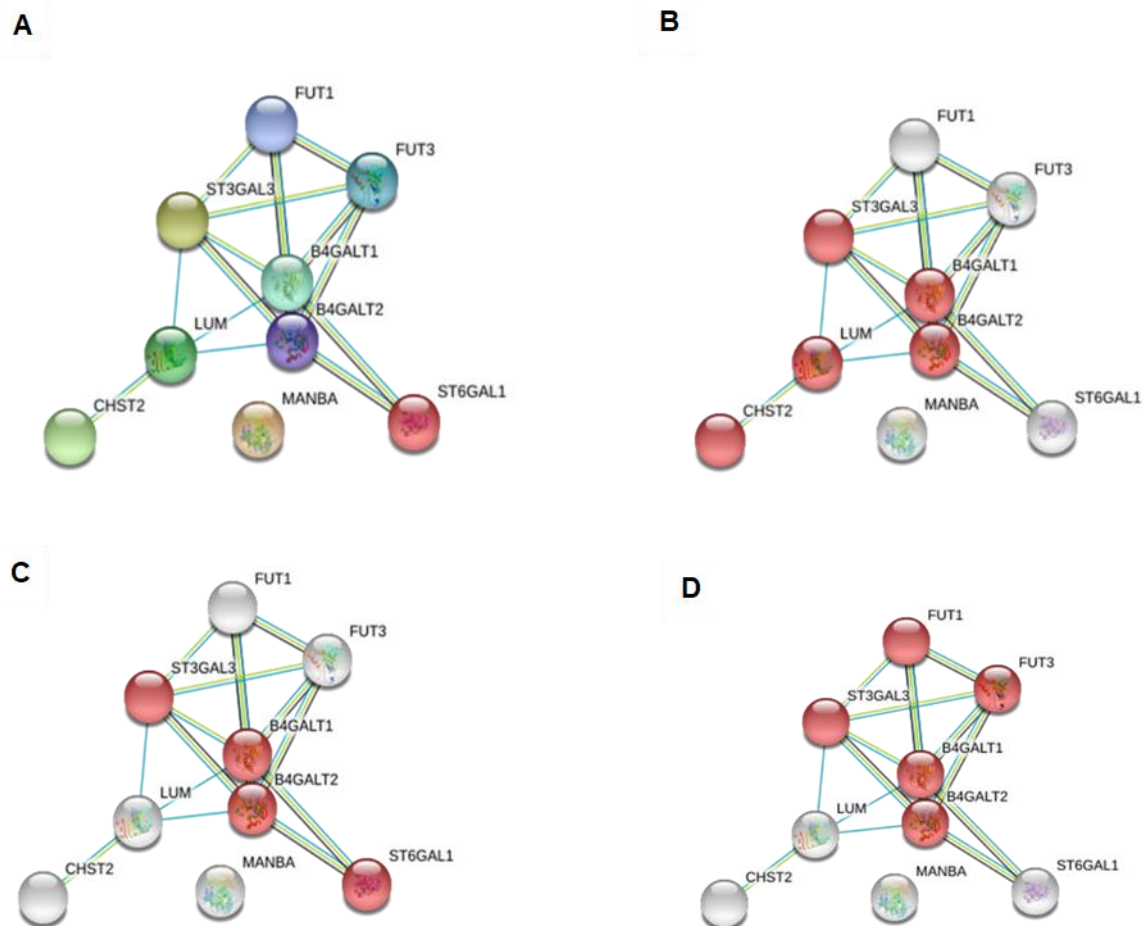 A
FUT1
FUT3
ST3GAL3
B4GALT1
B4GALT2
LUM
MANBA
ST6GAL1
CHST2
B
FUT1
FUT3
ST3GAL3
B4GALT1
B4GALT2
LUM
MANBA
ST6GAL1
CHST2
C
FUT1
FUT3
ST3GAL3
B4GALT1
B4GALT2
LUM
MANBA
ST6GAL1
CHST2
D
FUT1
FUT3
ST3GAL3
B4GALT1
B4GALT2
LUM
MANBA
ST6GAL1
CHST2